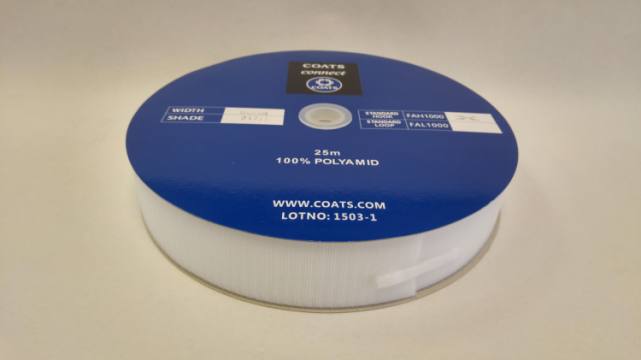 COATS
connect
COATS
WIDTH
SHADE
STANDARD HOOK FAH1000
STANDARD LOOP FAL1000
25m
100% POLYAMID
WWW.COATS.COM
LOTNO: 1503-1